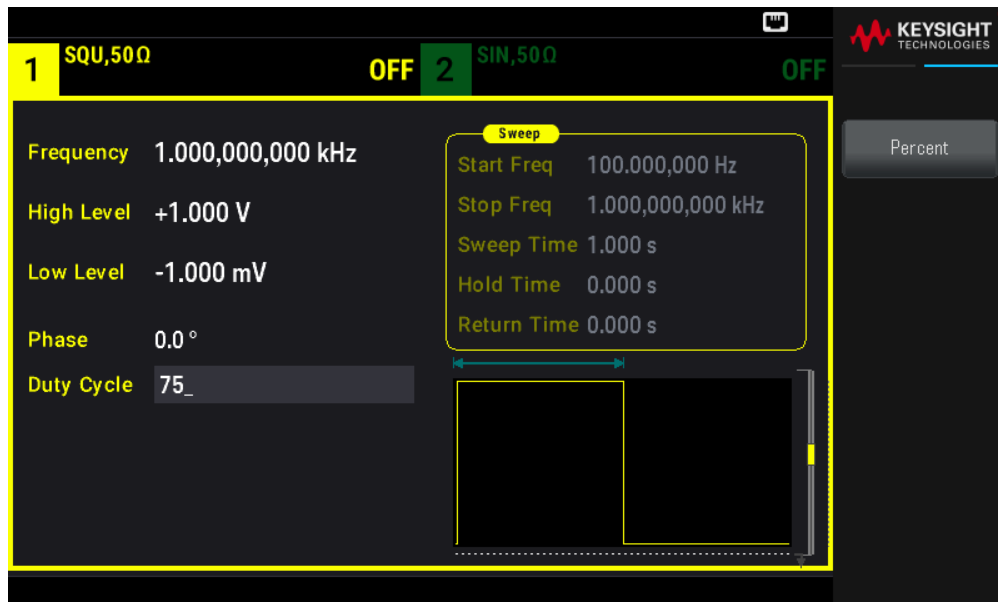 KEYSIGHT
TECHNOLOGIES
1 SQU,50Ω OFF 2 SIN,50Ω OFF
Sweep
Frequency 1.000,000,000 kHz
High Level +1.000 V
Low Level -1.000 mV
Phase 0.0 °
Duty Cycle 75_
Start Freq 100.000,000 Hz
Stop Freq 1.000,000,000 kHz
Sweep Time 1.000 s
Hold Time 0.000 s
Return Time 0.000 s
Percent